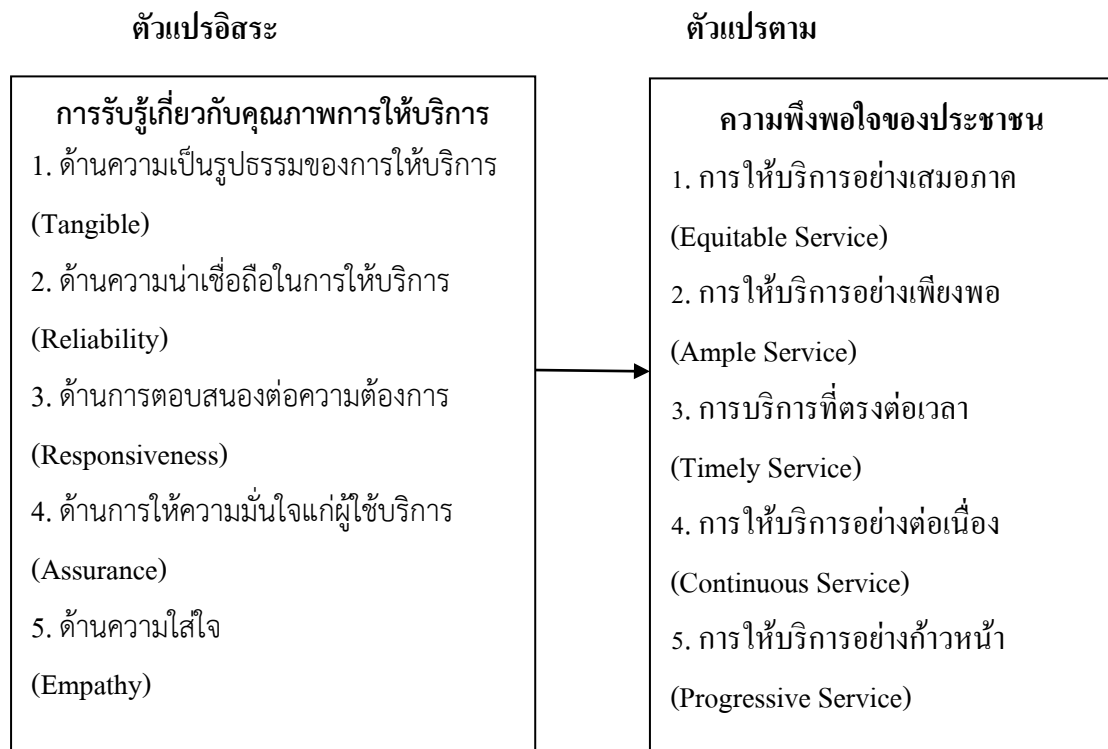 ตัวแปรอิสระ
ตัวแปรตาม
การรับรู้เกี่ยวกับคุณภาพการให้บริการ
1. ด้านความเป็นรูปธรรมของการให้บริการ
(Tangible)
2. ด้านความน่าเชื่อถือในการให้บริการ
(Reliability)
3. ด้านการตอบสนองต่อความต้องการ
(Responsiveness)
4. ด้านการให้ความมั่นใจแก่ผู้ใช้บริการ
(Assurance)
5. ด้านความใส่ใจ
(Empathy)
ความพึงพอใจของประชาชน
1. การให้บริการอย่างเสมอภาค
(Equitable Service)
2. การให้บริการอย่างเพียงพอ
(Ample Service)
3. การบริการที่ตรงต่อเวลา
(Timely Service)
4. การให้บริการอย่างต่อเนื่อง
(Continuous Service)
5. การให้บริการอย่างก้าวหน้า
(Progressive Service)